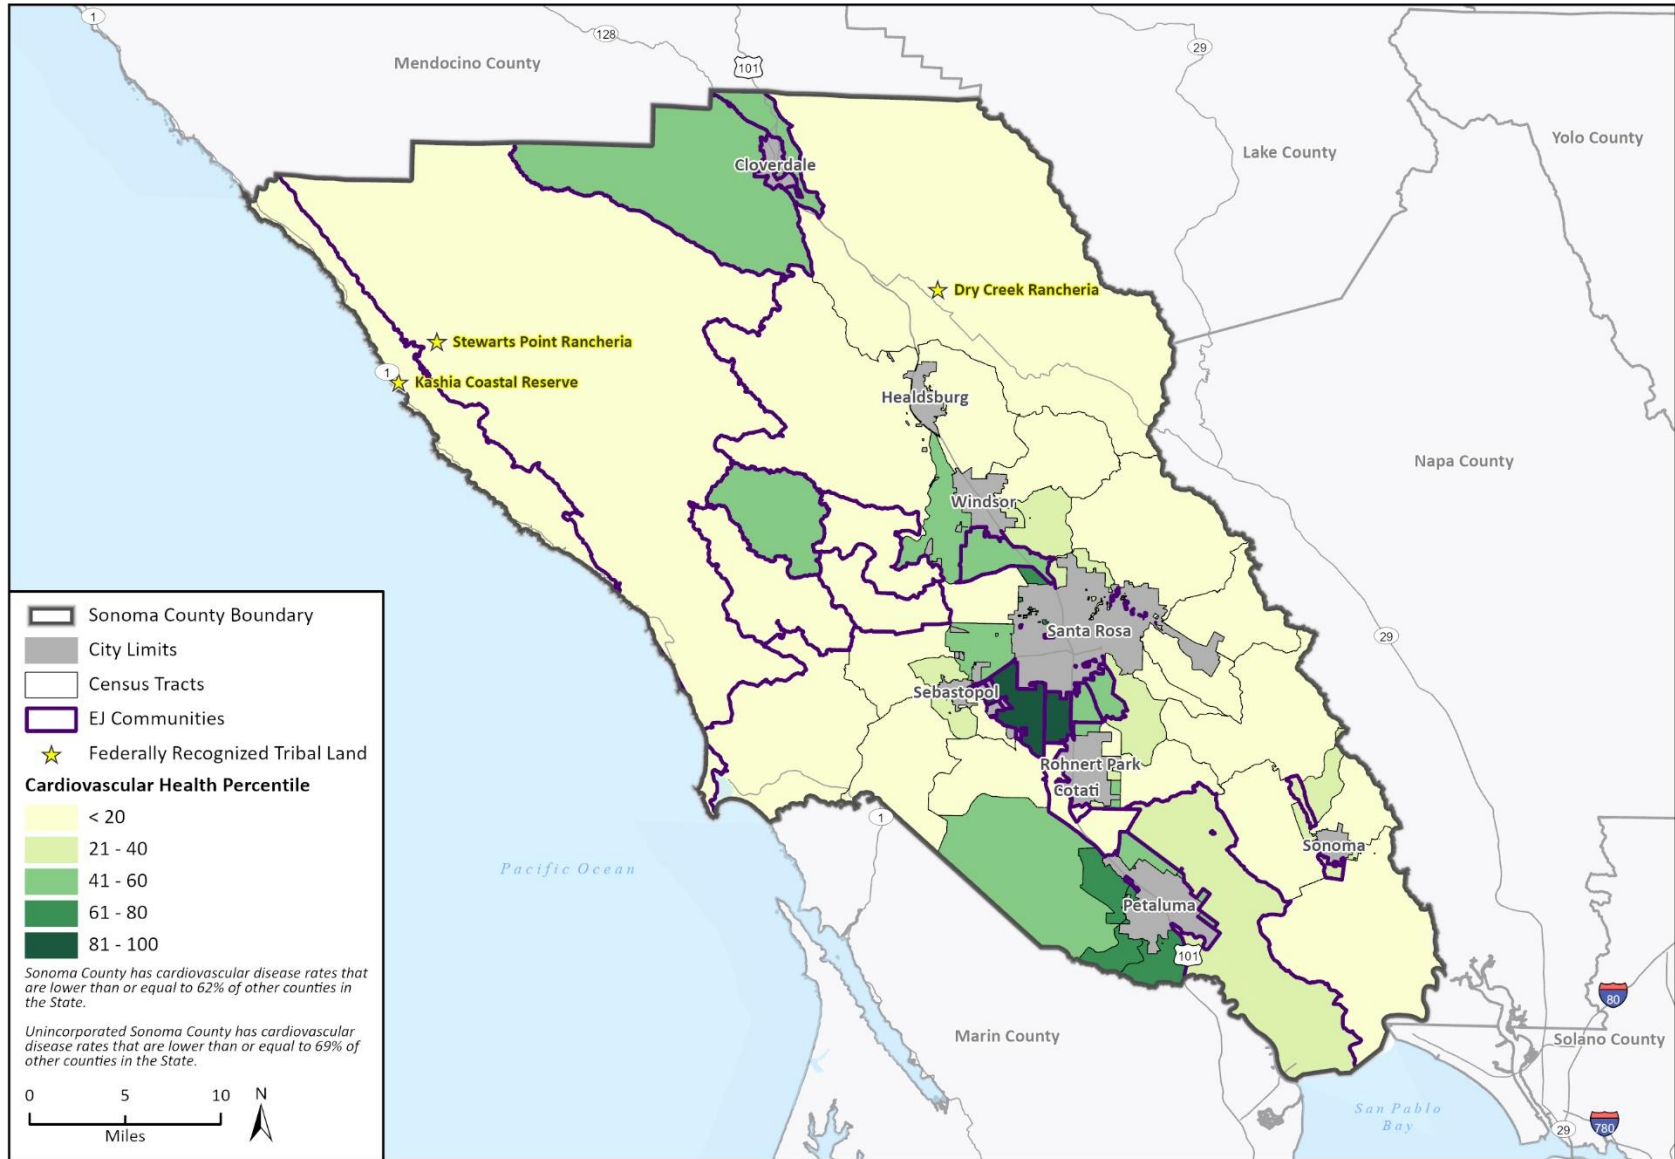 1
128
101
29
Mendocino County
Lake County
Yolo County
Cloverdale
Dry Creek Rancheria
Stewarts Point Rancheria
1
Kashia Coastal Reserve
Healdsburg
Napa County
Windsor
Santa Rosa
29
Sebastopol
Rohnert Park
Cotati
1
Sonoma
Pacific Ocean
Petaluma
101
Marin County
80
Solano County
San Pablo
Bay
29
780
Sonoma County Boundary
City Limits
Census Tracts
EJ Communities
Federally Recognized Tribal Land
Cardiovascular Health Percentile
< 20
21 - 40
41 - 60
61 - 80
81 - 100
Sonoma County has cardiovascular disease rates that
are lower than or equal to 62% of other counties in
the State.
Unincorporated Sonoma County has cardiovascular
disease rates that are lower than or equal to 69% of
other counties in the State.
0 5 10
Miles
N